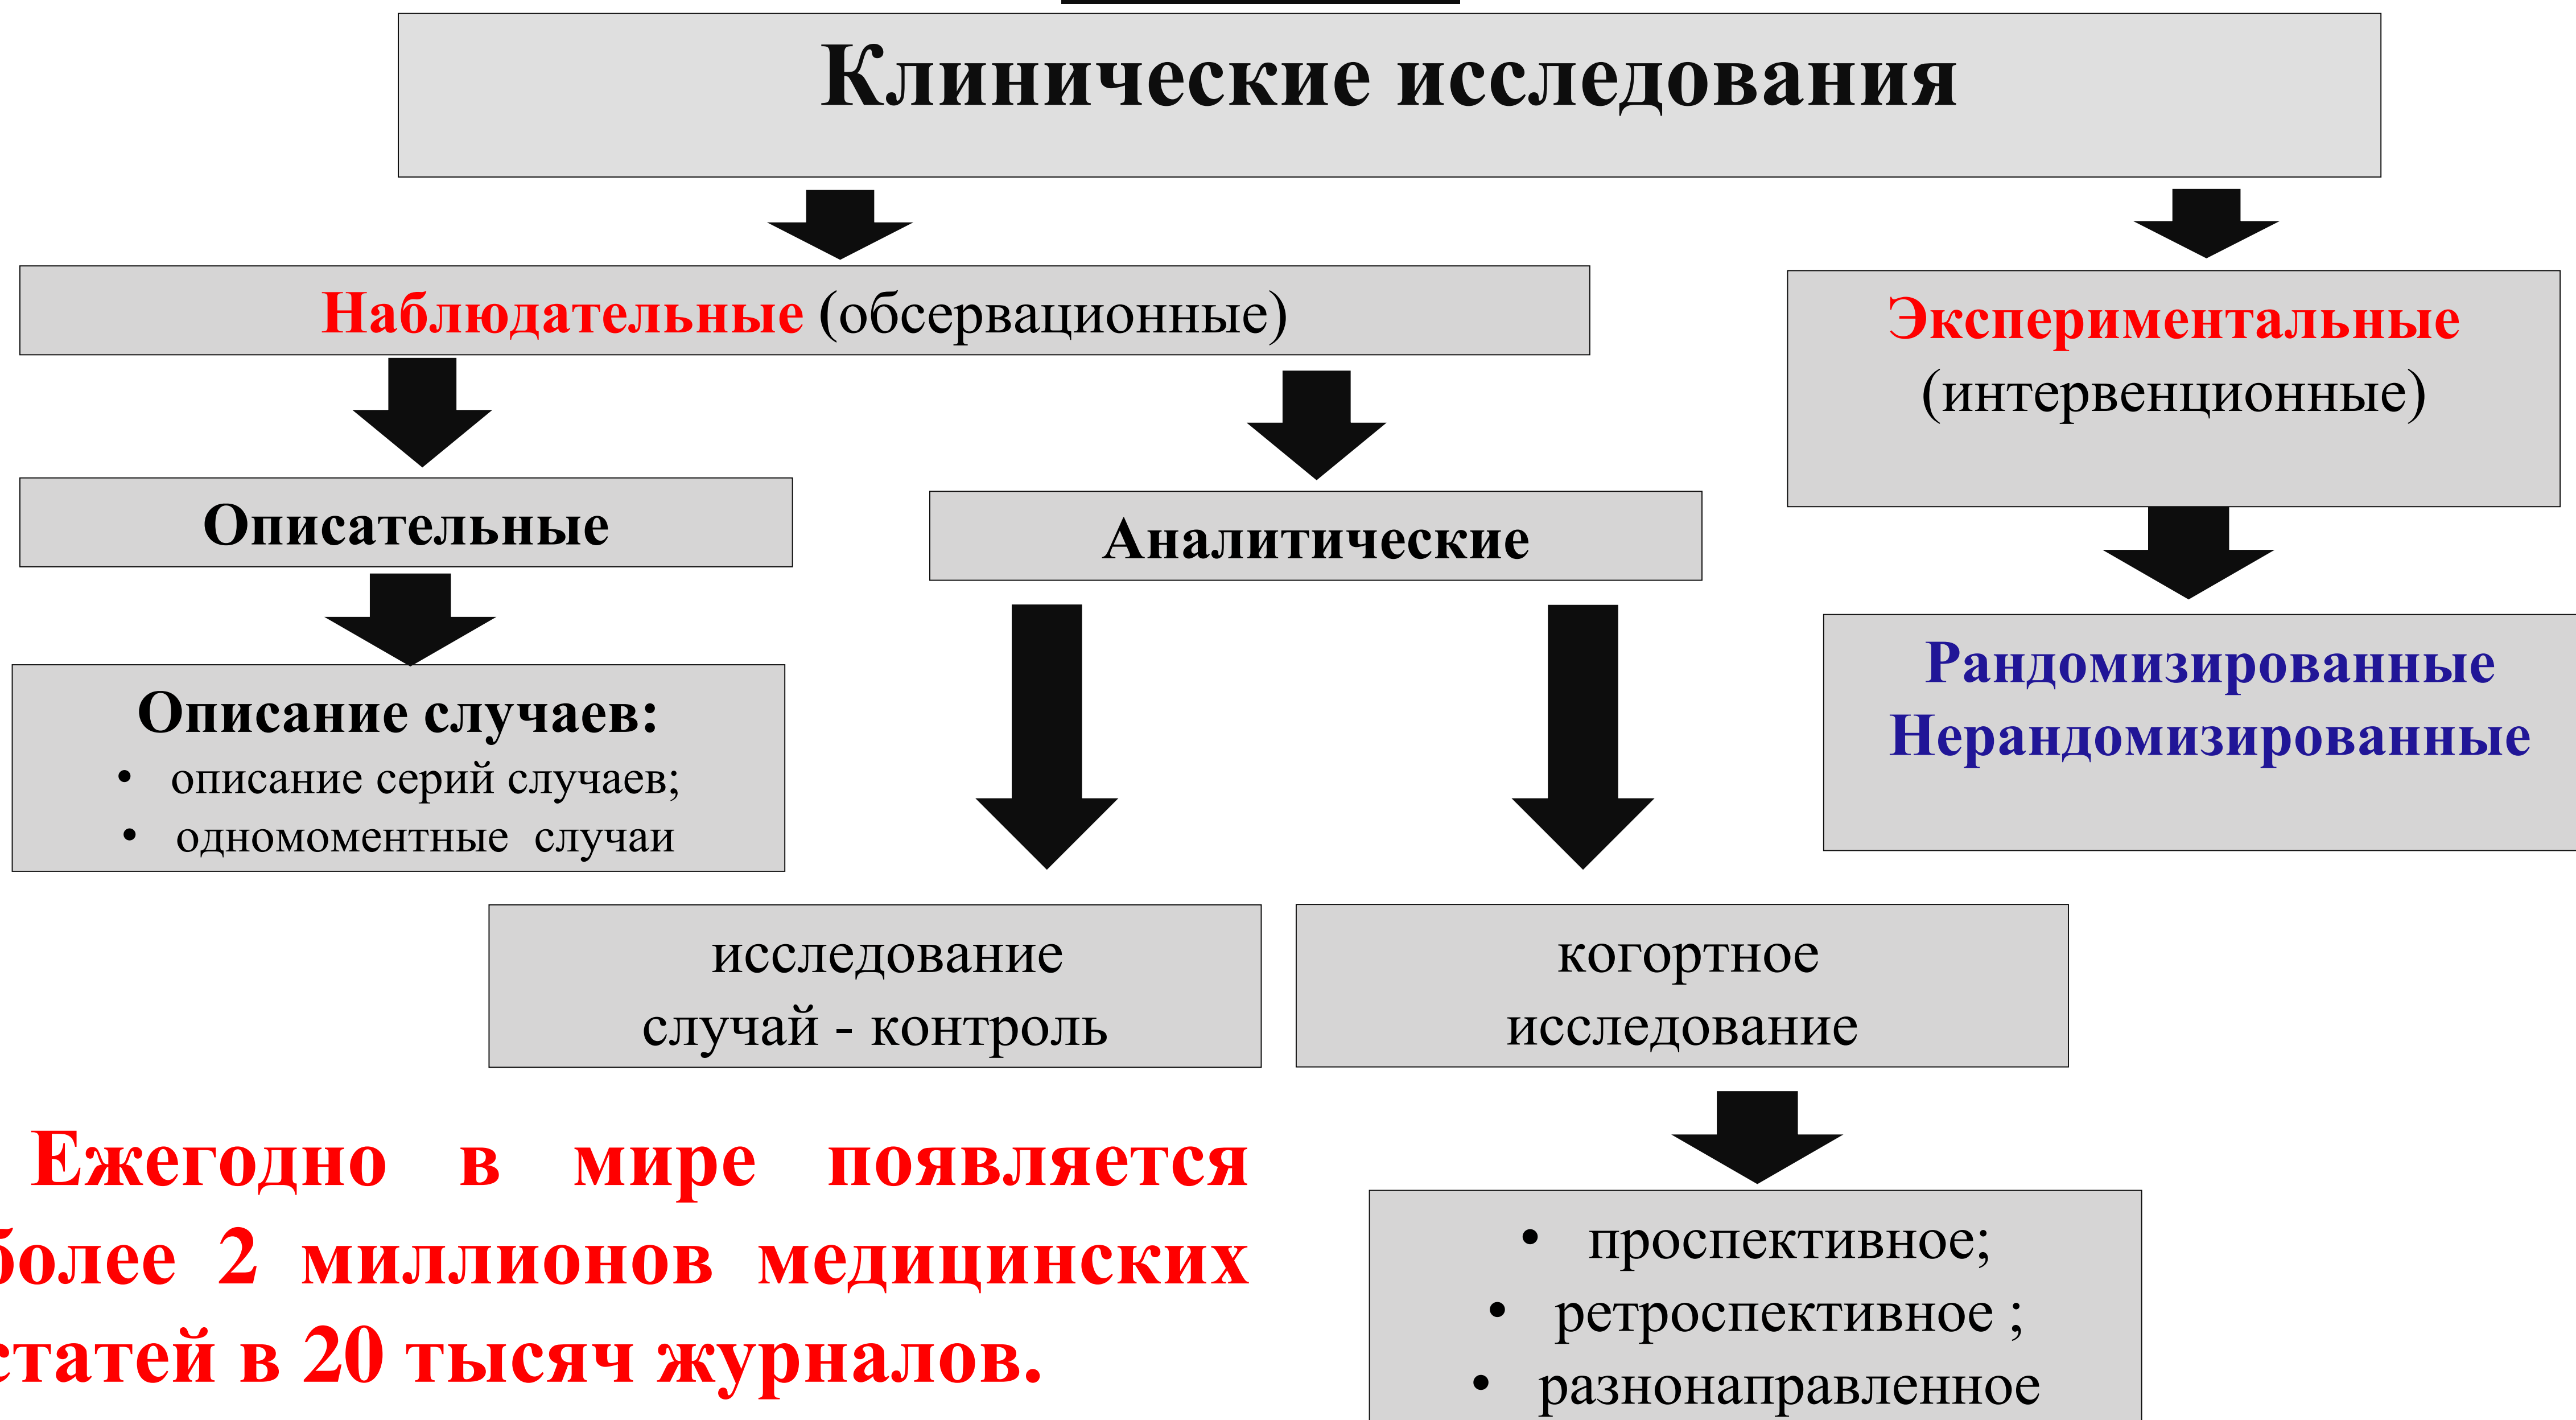 Клинические исследования
Наблюдательные (обсервационные)
Экспериментальные
(интервенционные)
Описательные
Аналитические
Описание случаев:
• описание серий случаев;
• одномоментные случаи
Рандомизированные
Нерандомизированные
исследование
случай - контроль
когортное
исследование
Ежегодно в мире появляется
более 2 миллионов медицинских
статей в 20 тысяч журналов.
• проспективное;
• ретроспективное ;
• разнонаправленное